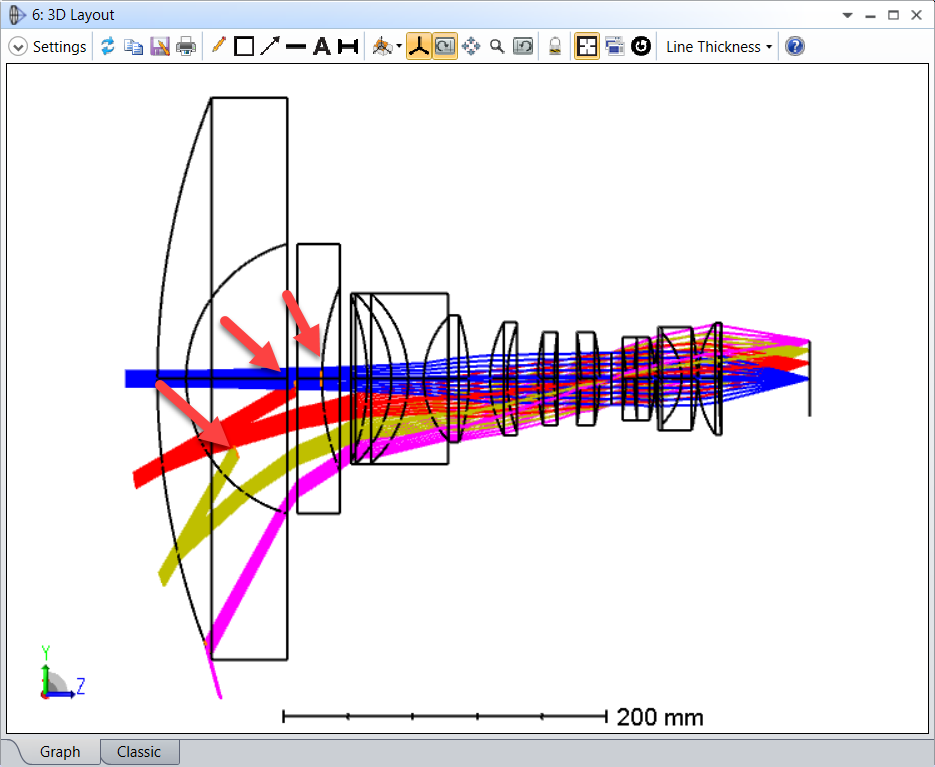 6: 3D Layout
Settings
A
Line Thickness
?
Y
Z
200 mm
Graph
Classic